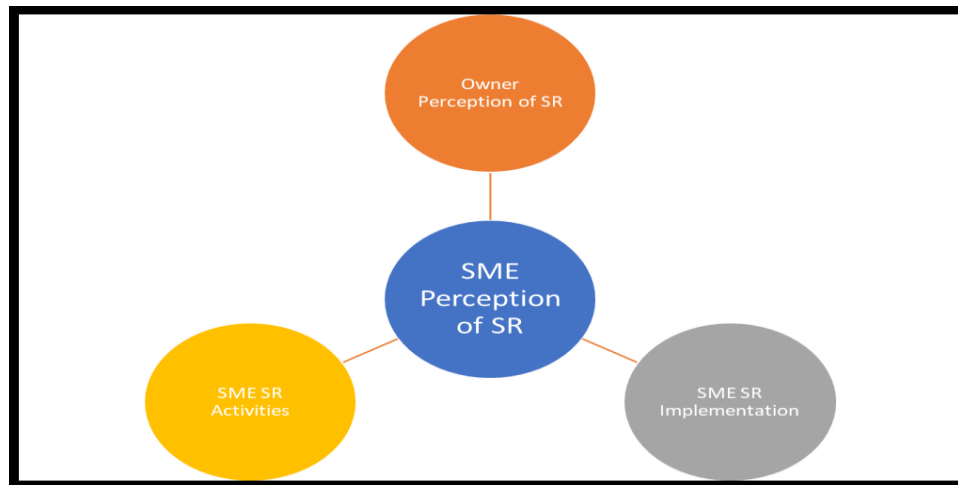 Owner
Perception of SR
SME
Perception
of SR
SME SR
Activities
SME SR
Implementation